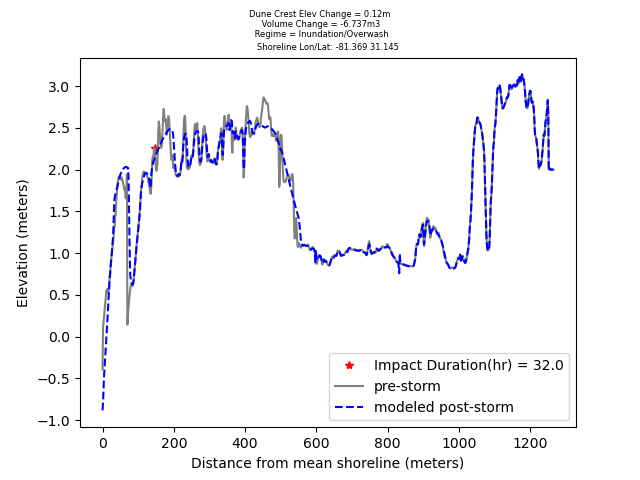 Dune Crest Elev Change = 0.12m
Volume Change = -6.737m3
Regime = Inundation/Overwash
Shoreline Lon/Lat: -81.369 31.145
3.0
2.5
2.0
1.5
1.0
0.5
0.0
−0.5
−1.0
Elevation (meters)
Impact Duration(hr) = 32.0
pre-storm
modeled post-storm
0 200 400 600 800 1000 1200
Distance from mean shoreline (meters)